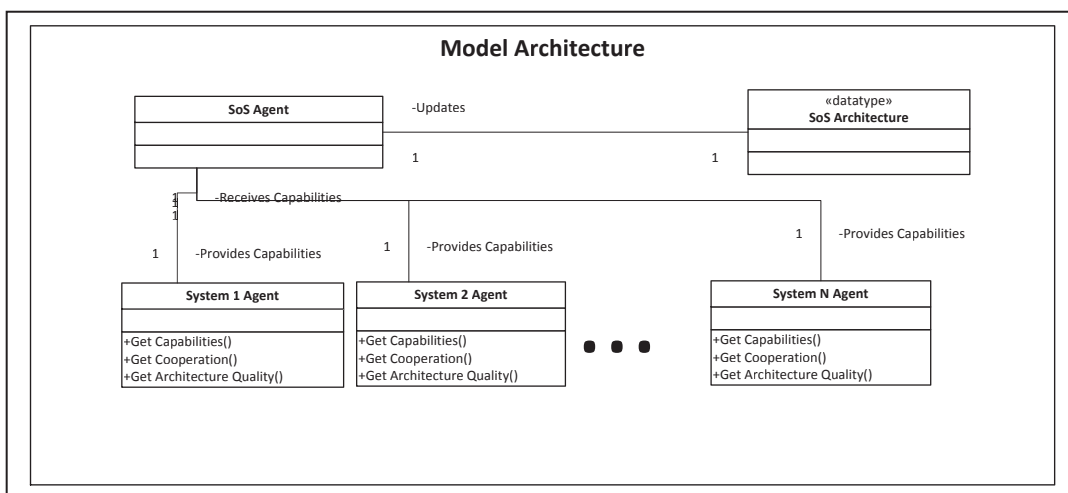 Model Architecture
SoS Agent
-Updates
«datatype»
SoS Architecture
1
1
1
1
1
-Receives Capabilities
1
-Provides Capabilities
1
-Provides Capabilities
1
-Provides Capabilities
System 1 Agent
+Get Capabilities()
+Get Cooperation()
+Get Architecture Quality()
System 2 Agent
+Get Capabilities()
+Get Cooperation()
+Get Architecture Quality()
System N Agent
+Get Capabilities()
+Get Cooperation()
+Get Architecture Quality()